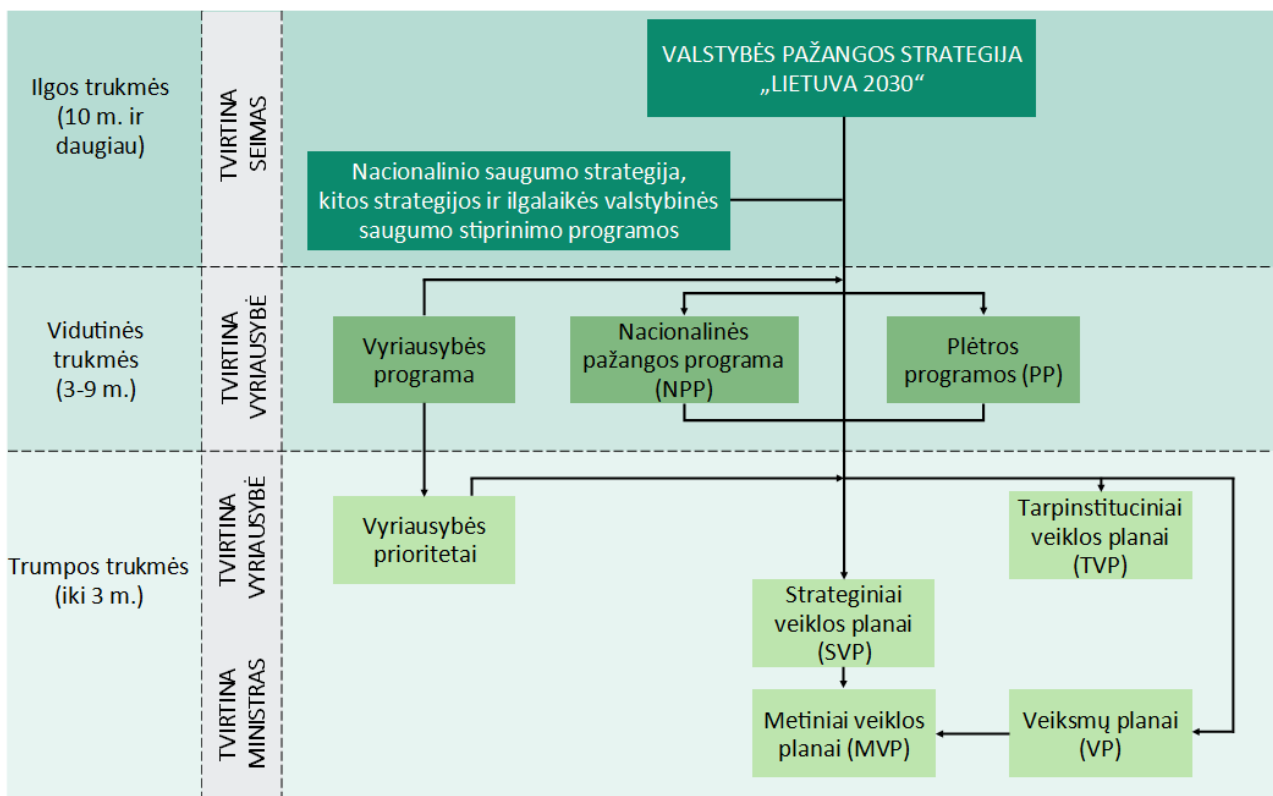 VALSTYBĖS PAŽANGOS STRATEGIJA
„LIETUVA 2030“
Ilgos trukmės
(10 m. ir
daugiau)
TVIRTINA
SEIMAS
Nacionalinio saugumo strategija,
kitos strategijos ir ilgalaikės valstybinės
saugumo stiprinimo programos
Vidutinės
trukmės
(3-9 m.)
TVIRTINA
VYRIAUSYBĖ
Vyriausybės
programa
Nacionalinės
pažangos programa
(NPP)
Plėtros
programos (PP)
Trumpos trukmės
(iki 3 m.)
TVIRTINA
VYRIAUSYBĖ
Vyriausybės
prioritetai
Tarpinstituciniai
veiklos planai
(TVP)
Strateginiai
veiklos planai
(SVP)
TVIRTINA
MINISTRAS
Metiniai veiklos
planai (MVP)
Veiksmų planai
(VP)